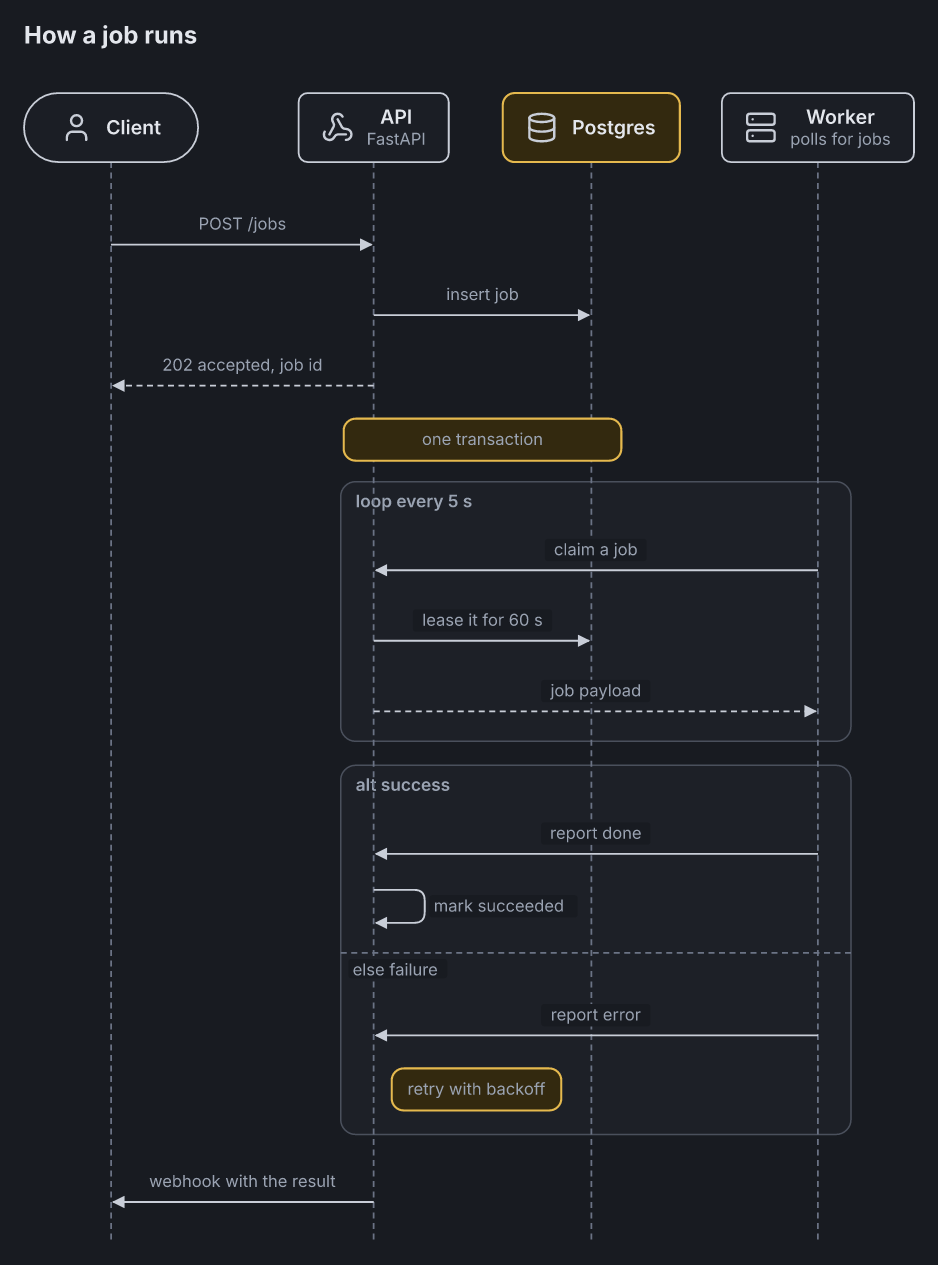 How a job runs
Client
API
FastAPI
Postgres
Worker
polls for jobs
POST /jobs
insert job
202 accepted, job id
one transaction
loop every 5 s
claim a job
lease it for 60 s
job payload
alt success
report done
mark succeeded
else failure
report error
retry with backoff
webhook with the result